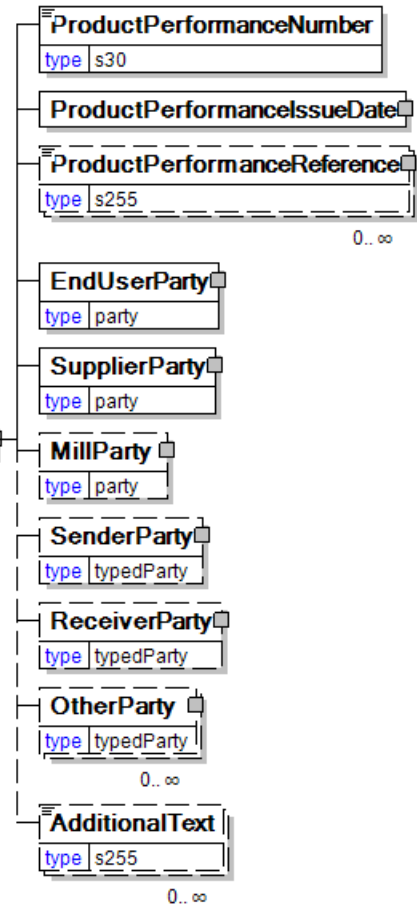 ProductPerformanceNumber
type s30
ProductPerformanceIssueDate
ProductPerformanceReference
type s255
0.. ∞
EndUserParty
type party
SupplierParty
type party
MillParty
type party
SenderParty
type typedParty
ReceiverParty
type typedParty
OtherParty
type typedParty
0.. ∞
AdditionalText
type s255
0.. ∞